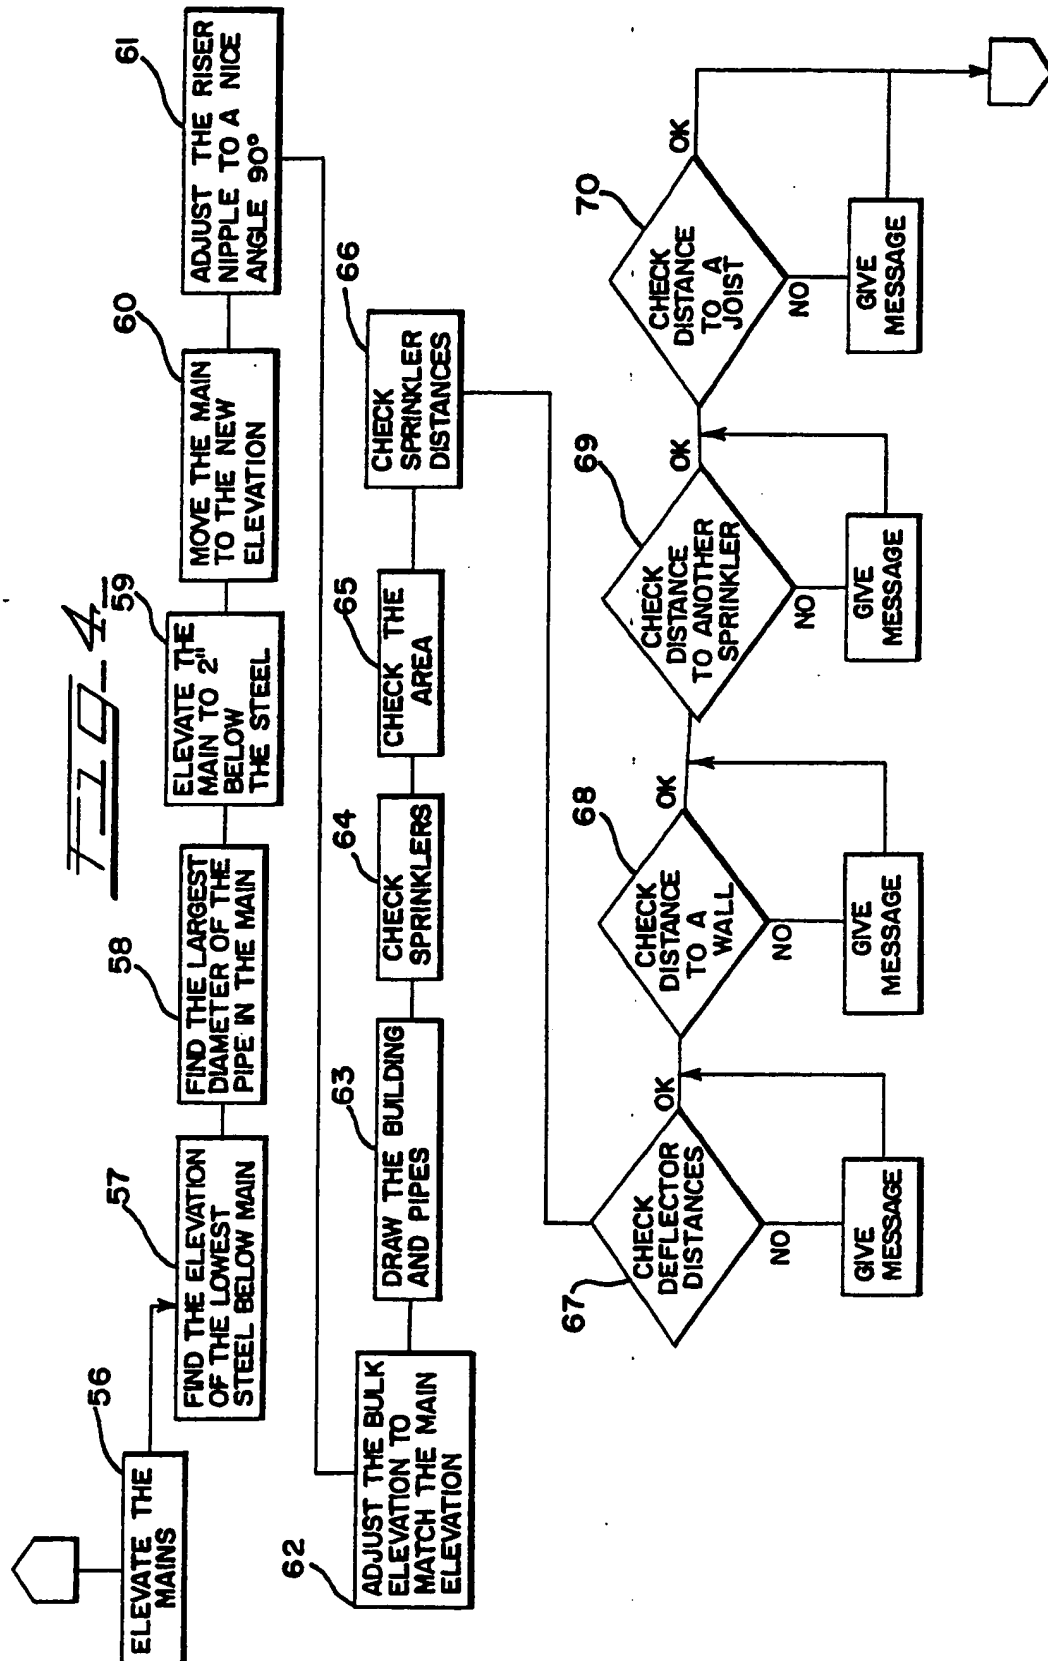 FIG-4
56
ELEVATE THE
MAINS
57
FIND THE ELEVATION
OF THE LOWEST
STEEL BELOW MAIN
58
FIND THE LARGEST
DIAMETER OF THE
PIPE IN THE MAIN
59
ELEVATE THE
MAIN TO 2"
BELOW
THE STEEL
60
MOVE THE MAIN
TO THE NEW
ELEVATION
61
ADJUST THE RISER
NIPPLE TO A NICE
ANGLE 90°
62
ADJUST THE BULK
ELEVATION TO
MATCH THE MAIN
ELEVATION
63
DRAW THE BUILDING
AND PIPES
64
CHECK
SPRINKLERS
65
CHECK THE
AREA
66
CHECK
SPRINKLER
DISTANCES
67
CHECK
DEFLECTOR
DISTANCES
OK
NO
GIVE
MESSAGE
68
CHECK
DISTANCE
TO A
WALL
OK
NO
GIVE
MESSAGE
69
CHECK
DISTANCE
TO ANOTHER
SPRINKLER
OK
NO
GIVE
MESSAGE
70
CHECK
DISTANCE
TO A
JOIST
OK
NO
GIVE
MESSAGE